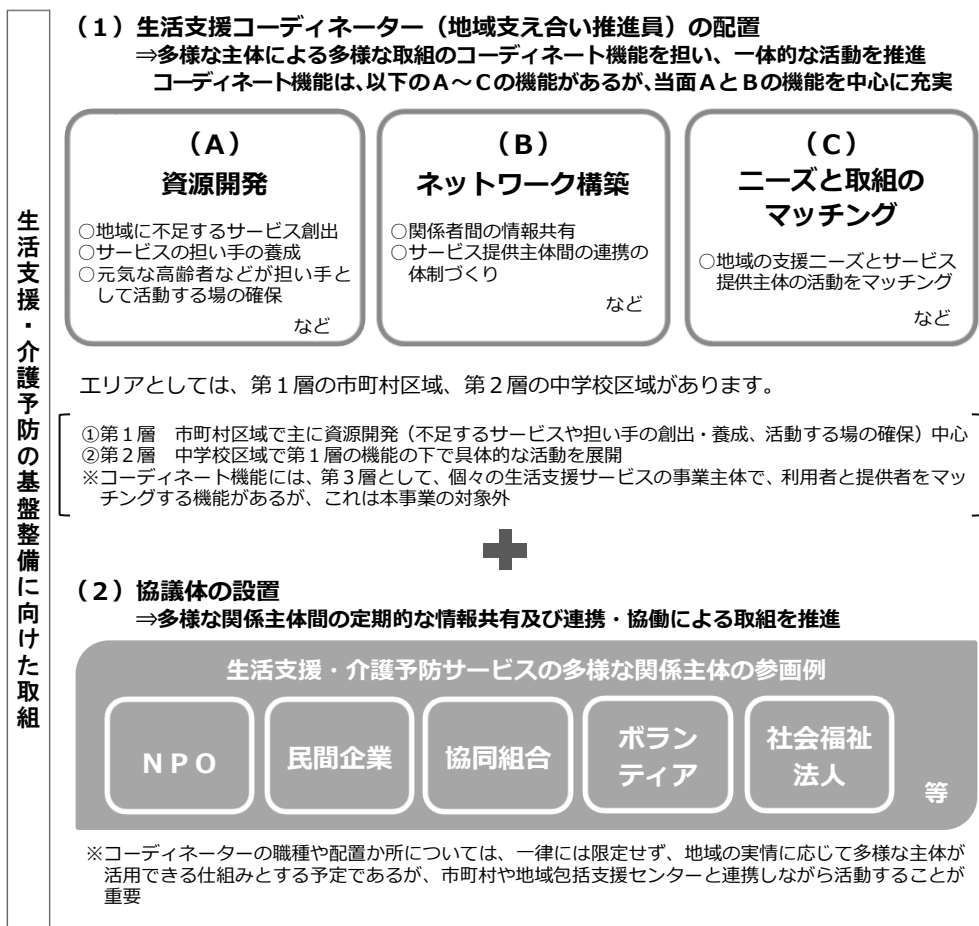 生活支援・介護予防の基盤整備に向けた取組
（１）生活支援コーディネーター（地域支え合い推進員）の配置
⇒多様な主体による多様な取組のコーディネート機能を担い、一体的な活動を推進
コーディネート機能は、以下のＡ～Ｃの機能があるが、当面ＡとＢの機能を中心に充実
（Ａ）
資源開発
○地域に不足するサービス創出
○サービスの担い手の養成
○元気な高齢者などが担い手と
して活動する場の確保
など
（Ｂ）
ネットワーク構築
○関係者間の情報共有
○サービス提供主体間の連携の
体制づくり
など
（Ｃ）
ニーズと取組の
マッチング
○地域の支援ニーズとサービス
提供主体の活動をマッチング
など
エリアとしては、第１層の市町村区域、第２層の中学校区域があります。
①第１層　市町村区域で主に資源開発（不足するサービスや担い手の創出・養成、活動する場の確保）中心
②第２層　中学校区域で第１層の機能の下で具体的な活動を展開
※コーディネート機能には、第３層として、個々の生活支援サービスの事業主体で、利用者と提供者をマッ
チングする機能があるが、これは本事業の対象外
（２）協議体の設置
⇒多様な関係主体間の定期的な情報共有及び連携・協働による取組を推進
生活支援・介護予防サービスの多様な関係主体の参画例
ＮＰＯ
民間企業
協同組合
ボラン
ティア
社会福祉
法人
等
※コーディネーターの職種や配置か所については、一律には限定せず、地域の実情に応じて多様な主体が
活用できる仕組みとする予定であるが、市町村や地域包括支援センターと連携しながら活動することが
重要